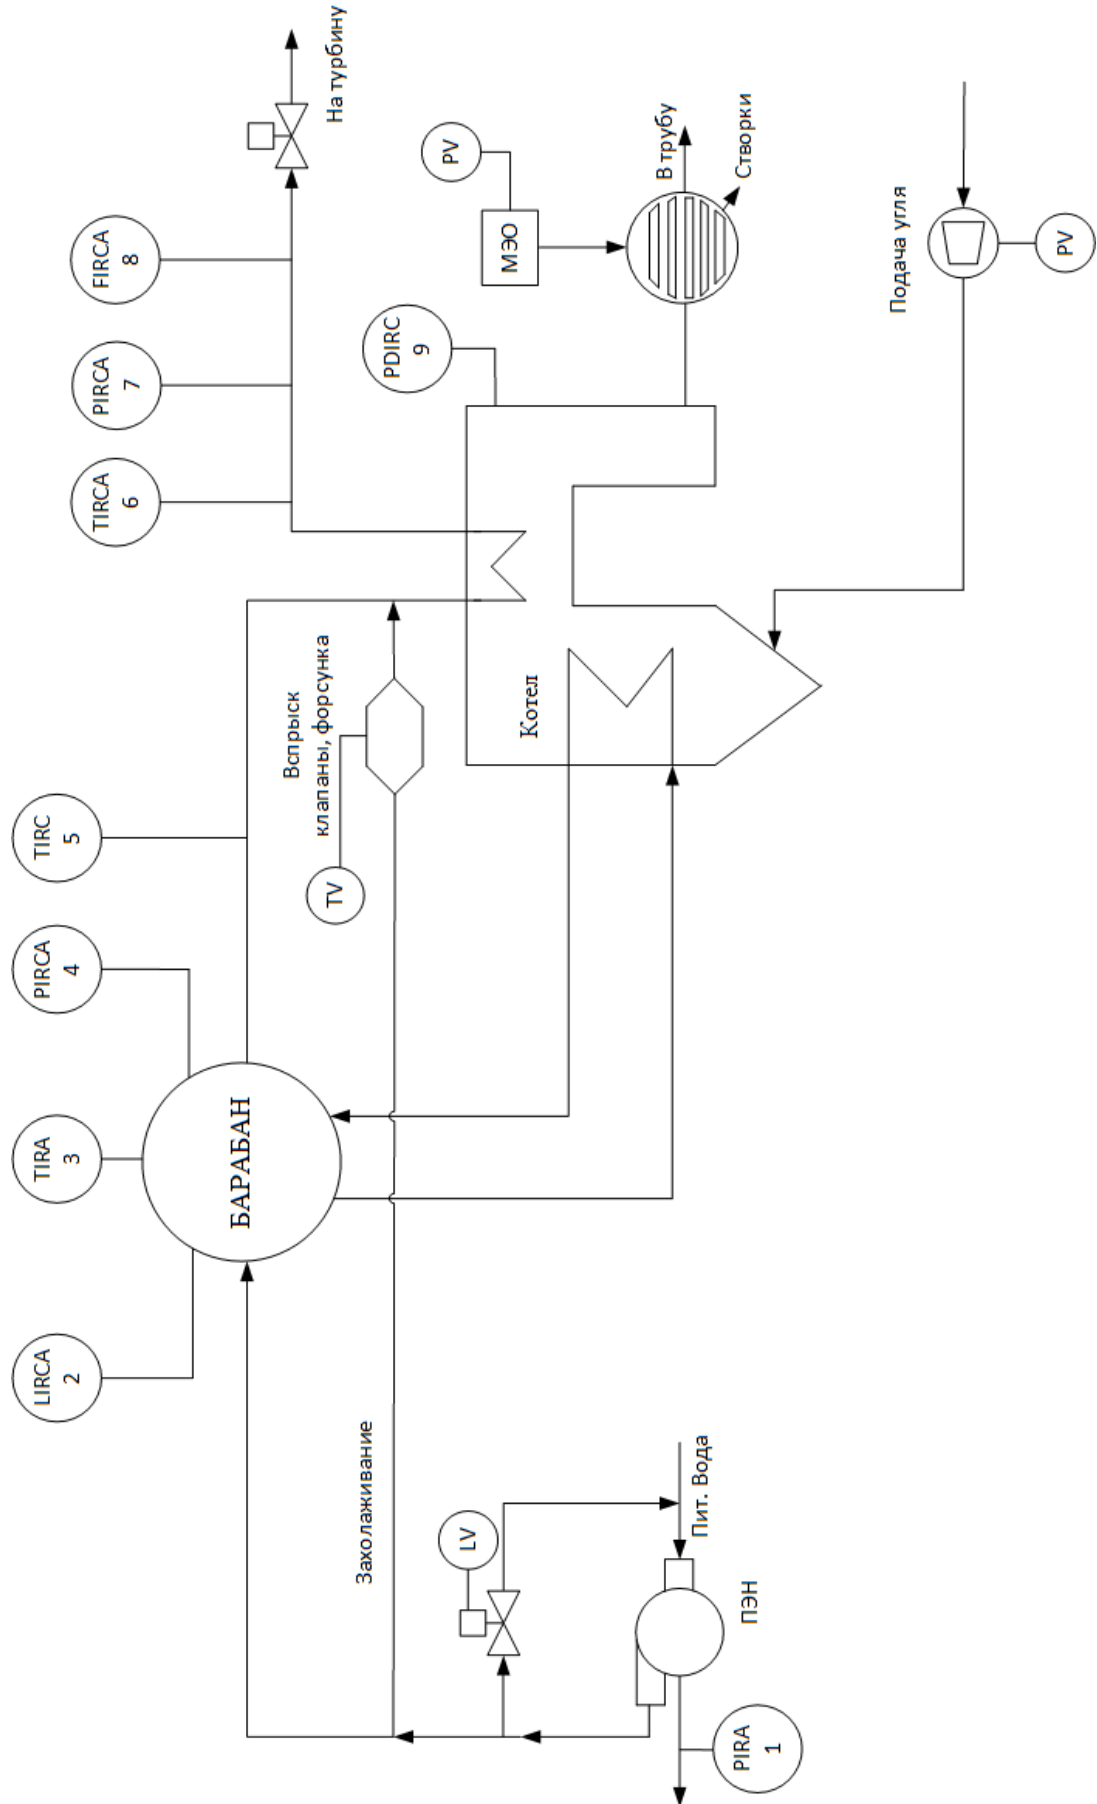 LIRCA
2
TIRA
3
PIRCA
4
TIRC
5
TIRCA
6
PIRCA
7
FIRCA
8
На турбину
БАРАБАН
Захолаживание
TV
Вспрыск
клапаны, форсунка
PDIRC
9
PV
МЭО
В трубу
Створки
Котел
LV
Пит. Вода
ПЭН
PIRA
1
Подача угля
PV